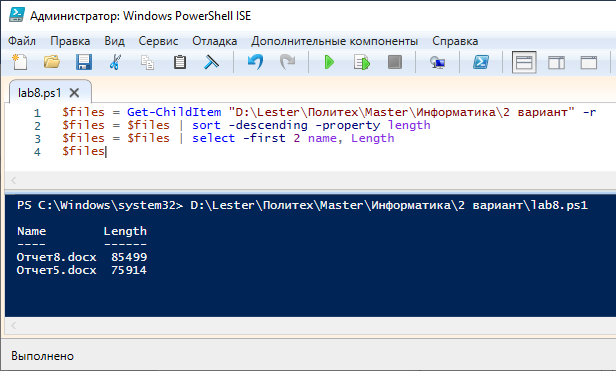 Администратор: Windows PowerShell ISE
Файл Правка Вид Сервис Отладка Дополнительные компоненты Справка
lab8.ps1
1 $files = Get-ChildItem "D:\Lester\Политех\Master\Информатика\2 вариант" -r
2 $files = $files | sort -descending -property length
3 $files = $files | select -first 2 name, Length
4 $files
PS C:\Windows\system32> D:\Lester\Политех\Master\Информатика\2 вариант\lab8.ps1
Name Length
---- ------
Отчет8.docx 85499
Отчет5.docx 75914
Выполнено